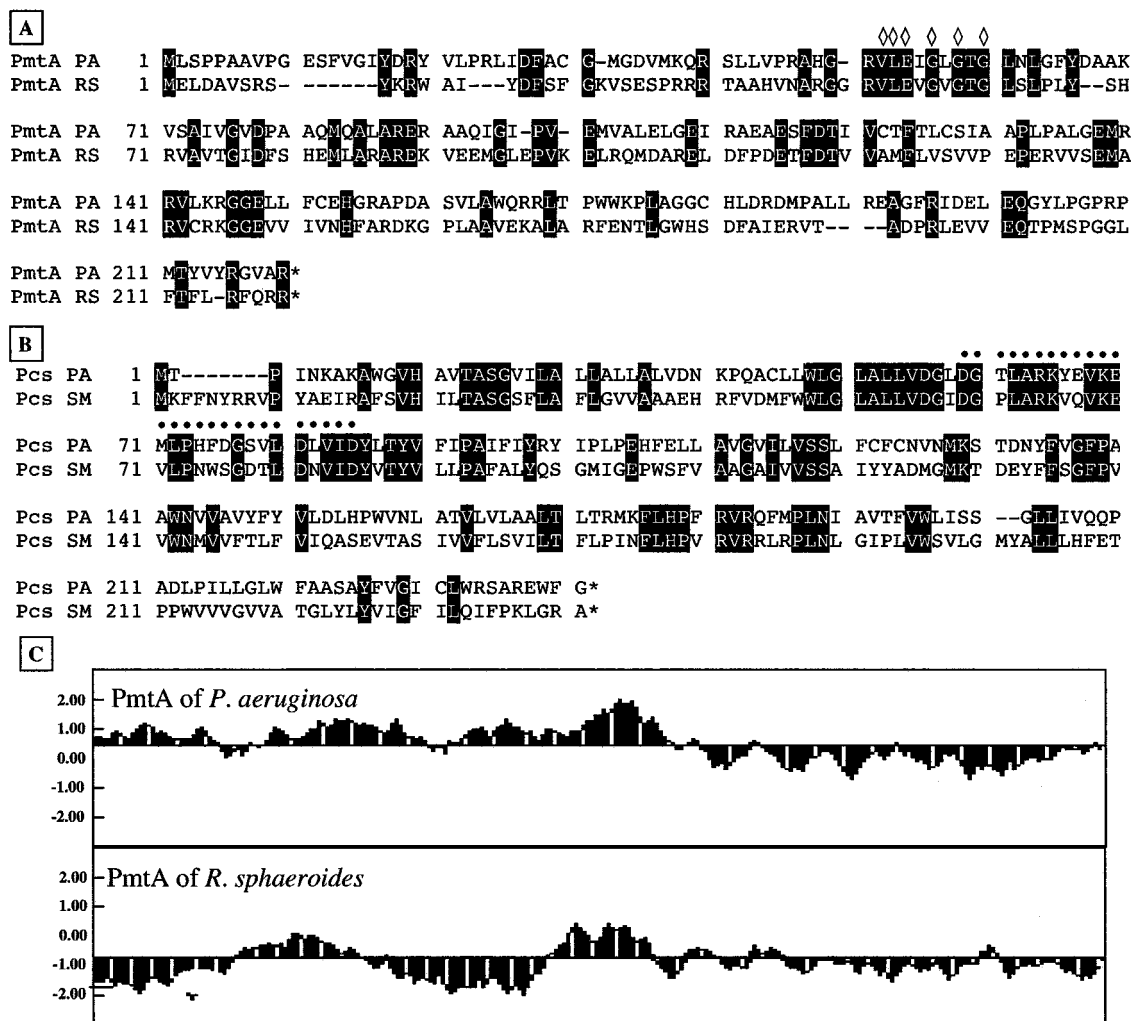 A
PmtA PA 1 MLSPPAAVPG ESFVGIYDRY VLPRLIDFAC G-MGDVMKQR SLLVPRAHG- RVLEIGLGTG LNLGFYDAAK
PmtA RS 1 MELDAVSRS- ------YKRW AI---YDFSF GKVSESPRRR TAAHVNARGG RVLEVGVGTG LSLPLY--SH
PmtA PA 71 VSAIVGVDPA AQMQALARER AAQIGI-PV- EMVALELGEI RAEAESFDTI VCTFTLCSIA APLPALGEMR
PmtA RS 71 RVAVTGIDFS HEMLARAREK VEEMGLEPVK ELRQMDAREL DFPDETFDTV VAMFLVSVVP EPERVVSEMA
PmtA PA 141 RVLKRGGELL FCEHGRAPDA SVLAWQRRLT PWWKPLAGGC HLDRDMPALL REAGFRIDEL EQGYLPGPRP
PmtA RS 141 RVCRKGGEVV IVNHFARDKG PLAAVEKALA RFENTLGWHS DFAIERVT-- -ADPRLEVV EQTPMSPGGL
PmtA PA 211 MTYVYRGVAR*
PmtA RS 211 FTFL-RFQRR*
B
Pcs PA 1 MT-------P INKAKAWGVH AVTASGVILA LLALLALVDN KPQACLLWLG LALLVDGLDG TLARKYEVKE
Pcs SM 1 MKFFNYRRVP YAEIRAFSVH ILTASGSFLA FLGVVAAAEH RFVDMFWWLG LALLVDGIDG PLARKVQVKE
Pcs PA 71 MLPHFDGSVL DLVIDYLTYV FIPAIFIYRY IPLPEHFELL AVGVILVSSL FCFCNVNMKS TDNYFVGFPA
Pcs SM 71 VLPNWSGDTL DNVIDYVTYV LLPAFALYQS GMIGEPWSFV AAGAIVVSSA IYYADMGMKT DEYFFSGFPV
Pcs PA 141 AWNVVAVYFY VLDLHPWVNL ATVLVLAALT LTRMKFLHPF RVRQFMPLNI AVTFVWLISS --GLLIVQQP
Pcs SM 141 VWNMVVFTLF VIQASEVTAS IVVFLSVILT FLPINFLHPV RVRRLRPLNL GIPLVWSVLG MYALLLHFET
Pcs PA 211 ADLPILLGLW FAASAYFVGI CLWRSAREWF G*
Pcs SM 211 PPWVVVGVVA TGLYLYVIGF ILQIFPKLGR A*
C
PmtA of P. aeruginosa
2.00
1.00
0.00
-1.00
-2.00
PmtA of R. sphaeroides
2.00
1.00
0.00
-1.00
-2.00